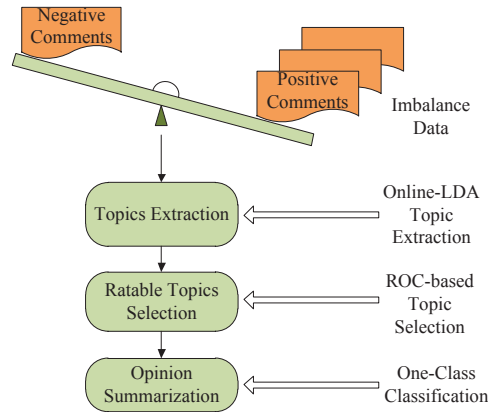 Negative
Comments
Positive
Comments
Imbalance
Data
Topics Extraction
Online-LDA
Topic
Extraction
Ratable Topics
Selection
ROC-based
Topic
Selection
Opinion
Summarization
One-Class
Classification